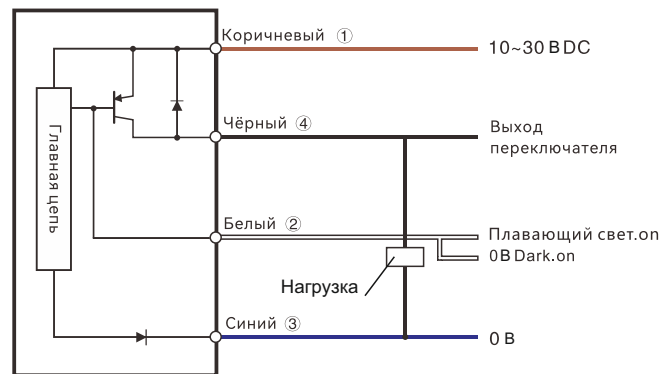 Коричневый ①
10~30 В DC
Главная цепь
Чёрный ④
Выход
переключателя
Белый ②
Плавающий свет.on
0В Dark.on
Нагрузка
Синий ③
0 В